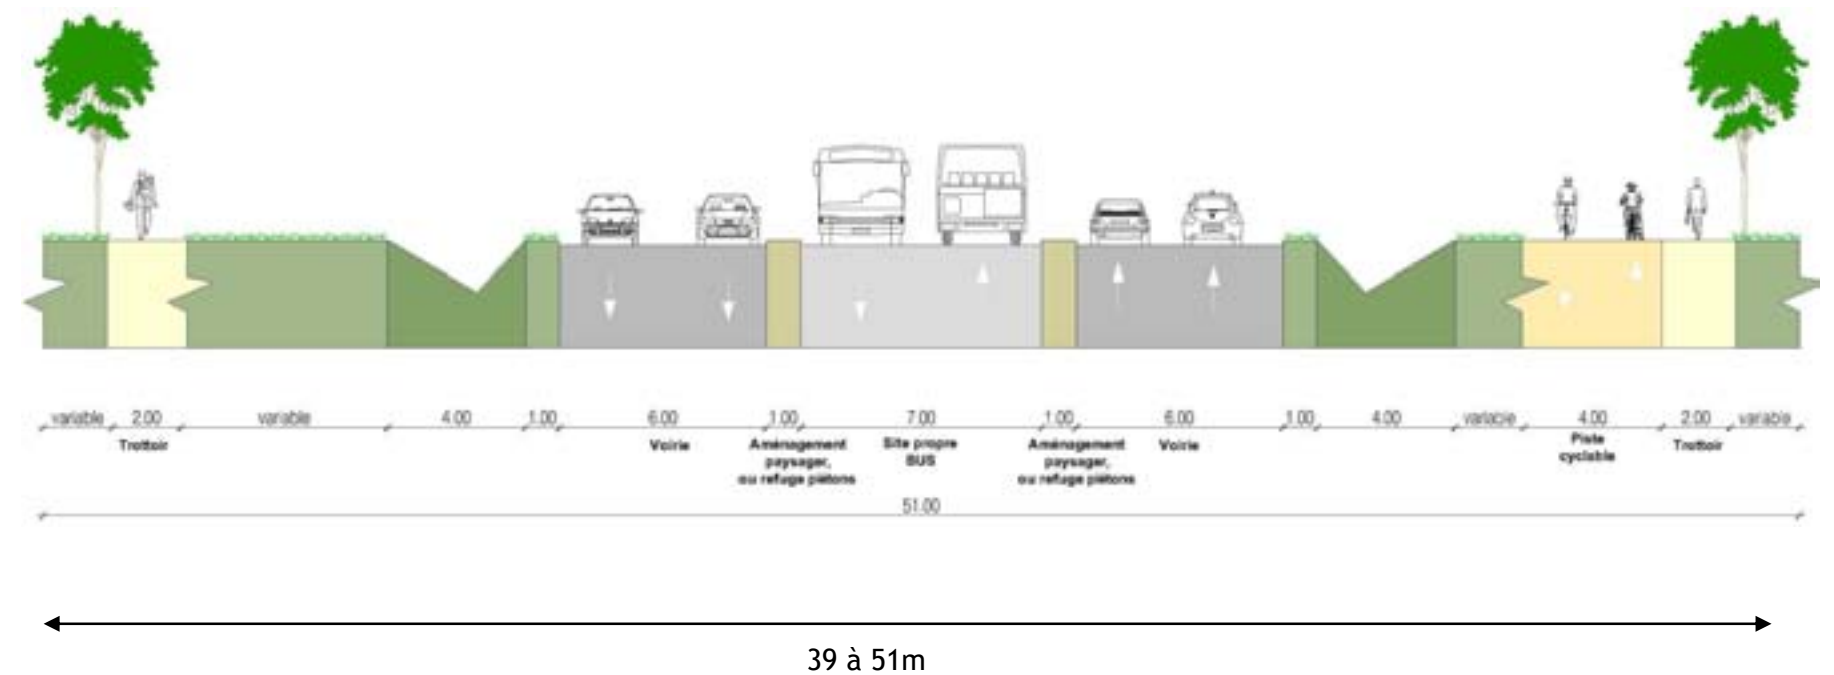 variable 2.00 variable 4.00 1.00 6.00 1.00 7.00 1.00 6.00 1.00 4.00 variable 4.00 2.00 variable
Trottoir Voirie Aménagement Site propre Aménagement Voirie Piste Trottoir
paysager, BUS paysager, cyclable
ou refuge piétons ou refuge piétons
51.00
39 à 51m